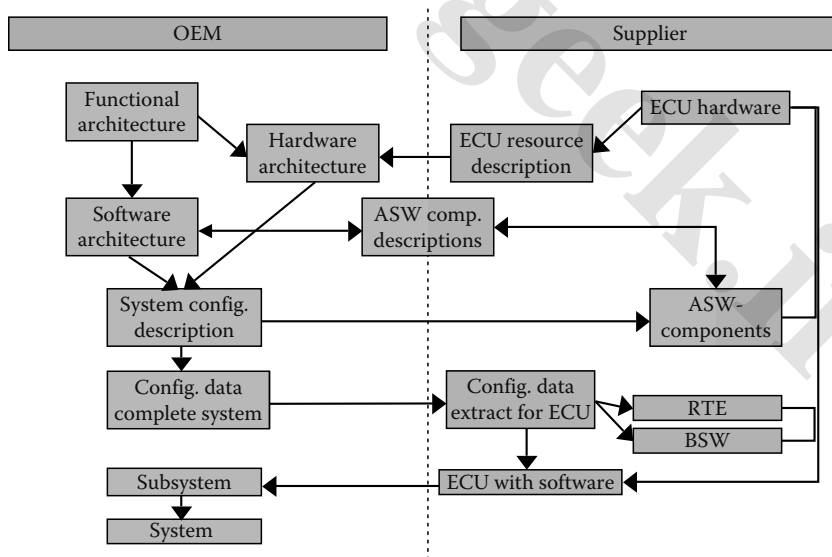 OEM
Supplier
Functional
architecture
ECU hardware
Hardware
architecture
ECU resource
description
Software
architecture
ASW comp.
descriptions
System config.
description
ASW-
components
Config. data
complete system
Config. data
extract for ECU
RTE
BSW
Subsystem
ECU with software
System
geek.i